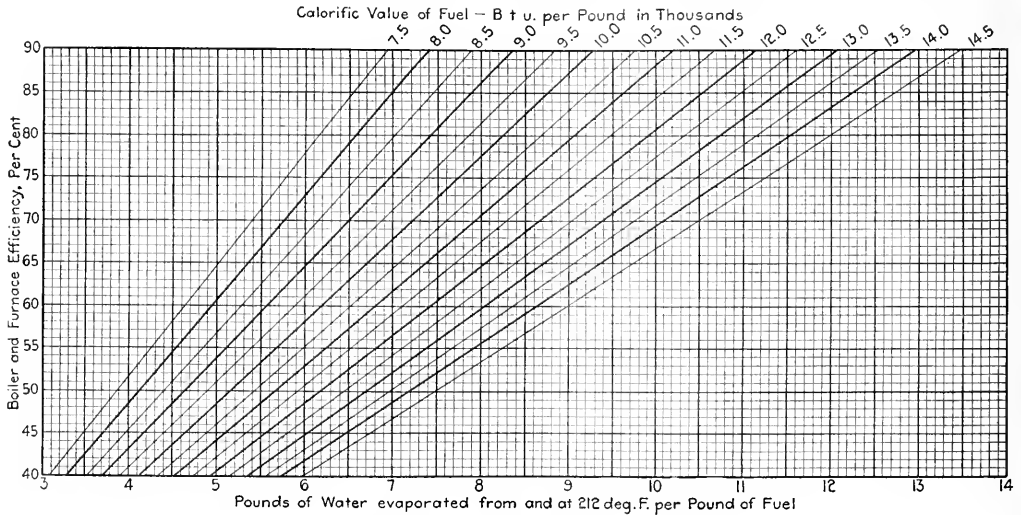 Calorific Value of Fuel – B t u. per Pound in Thousands
7.5 8.0 8.5 9.0 9.5 10.0 10.5 11.0 11.5 12.0 12.5 13.0 13.5 14.0 14.5
Boiler and Furnace Efficiency, Per Cent
90
85
80
75
70
65
60
55
50
45
40
3 4 5 6 7 8 9 10 11 12 13 14
Pounds of Water evaporated from and at 212 deg. F. per Pound of Fuel